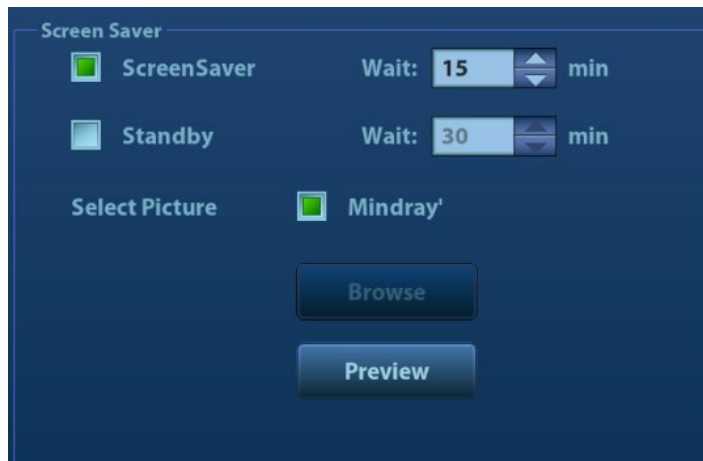 Screen Saver
ScreenSaver Wait: 15 min
Standby Wait: 30 min
Select Picture Mindray'
Browse
Preview